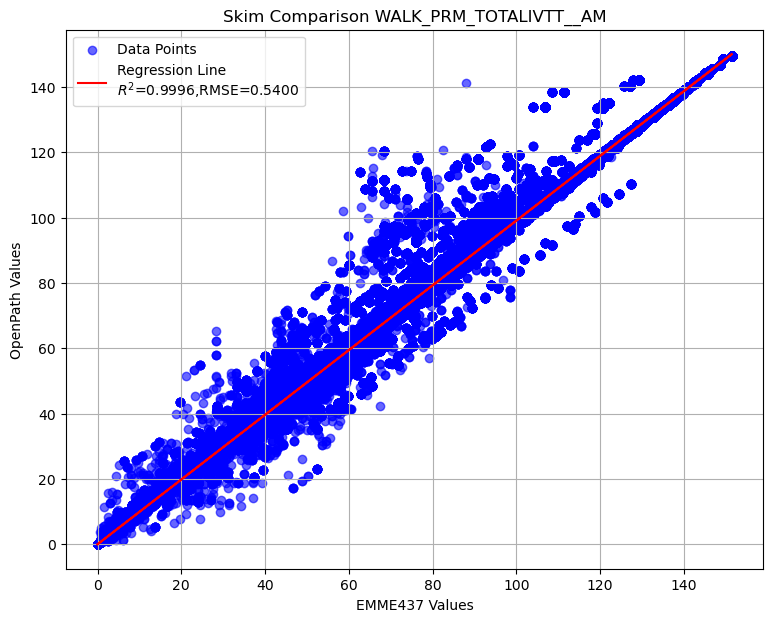 Skim Comparison WALK_PRM_TOTALIVTT__AM
Data Points
Regression Line
R²=0.9996,RMSE=0.5400
140
120
100
80
60
40
20
0
OpenPath Values
0 20 40 60 80 100 120 140
EMME437 Values